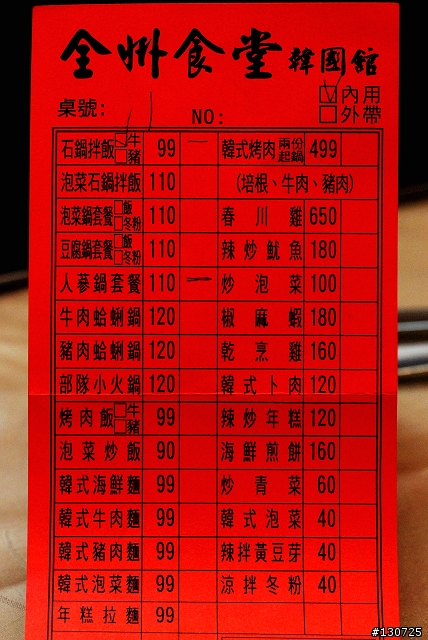 全州食堂 韓國館
內用
桌號: NO: 外帶
石鍋拌飯 牛 豬 99
泡菜石鍋拌飯 110
泡菜鍋套餐 飯 冬粉 110
豆腐鍋套餐 飯 冬粉 110
人蔘鍋套餐 110
牛肉蛤蜊鍋 120
豬肉蛤蜊鍋 120
部隊小火鍋 120
烤肉飯 牛 豬 99
泡菜炒飯 90
韓式海鮮麵 99
韓式牛肉麵 99
韓式豬肉麵 99
韓式泡菜麵 99
年糕拉麵 99
韓式烤肉 兩份起鍋 499
(培根、牛肉、豬肉)
春川雞 650
辣炒魷魚 180
炒泡菜 100
椒麻蝦 180
乾烹雞 160
韓式卜肉 120
辣炒年糕 120
海鮮煎餅 160
炒青菜 60
韓式泡菜 40
辣拌黃豆芽 40
涼拌冬粉 40
#130725